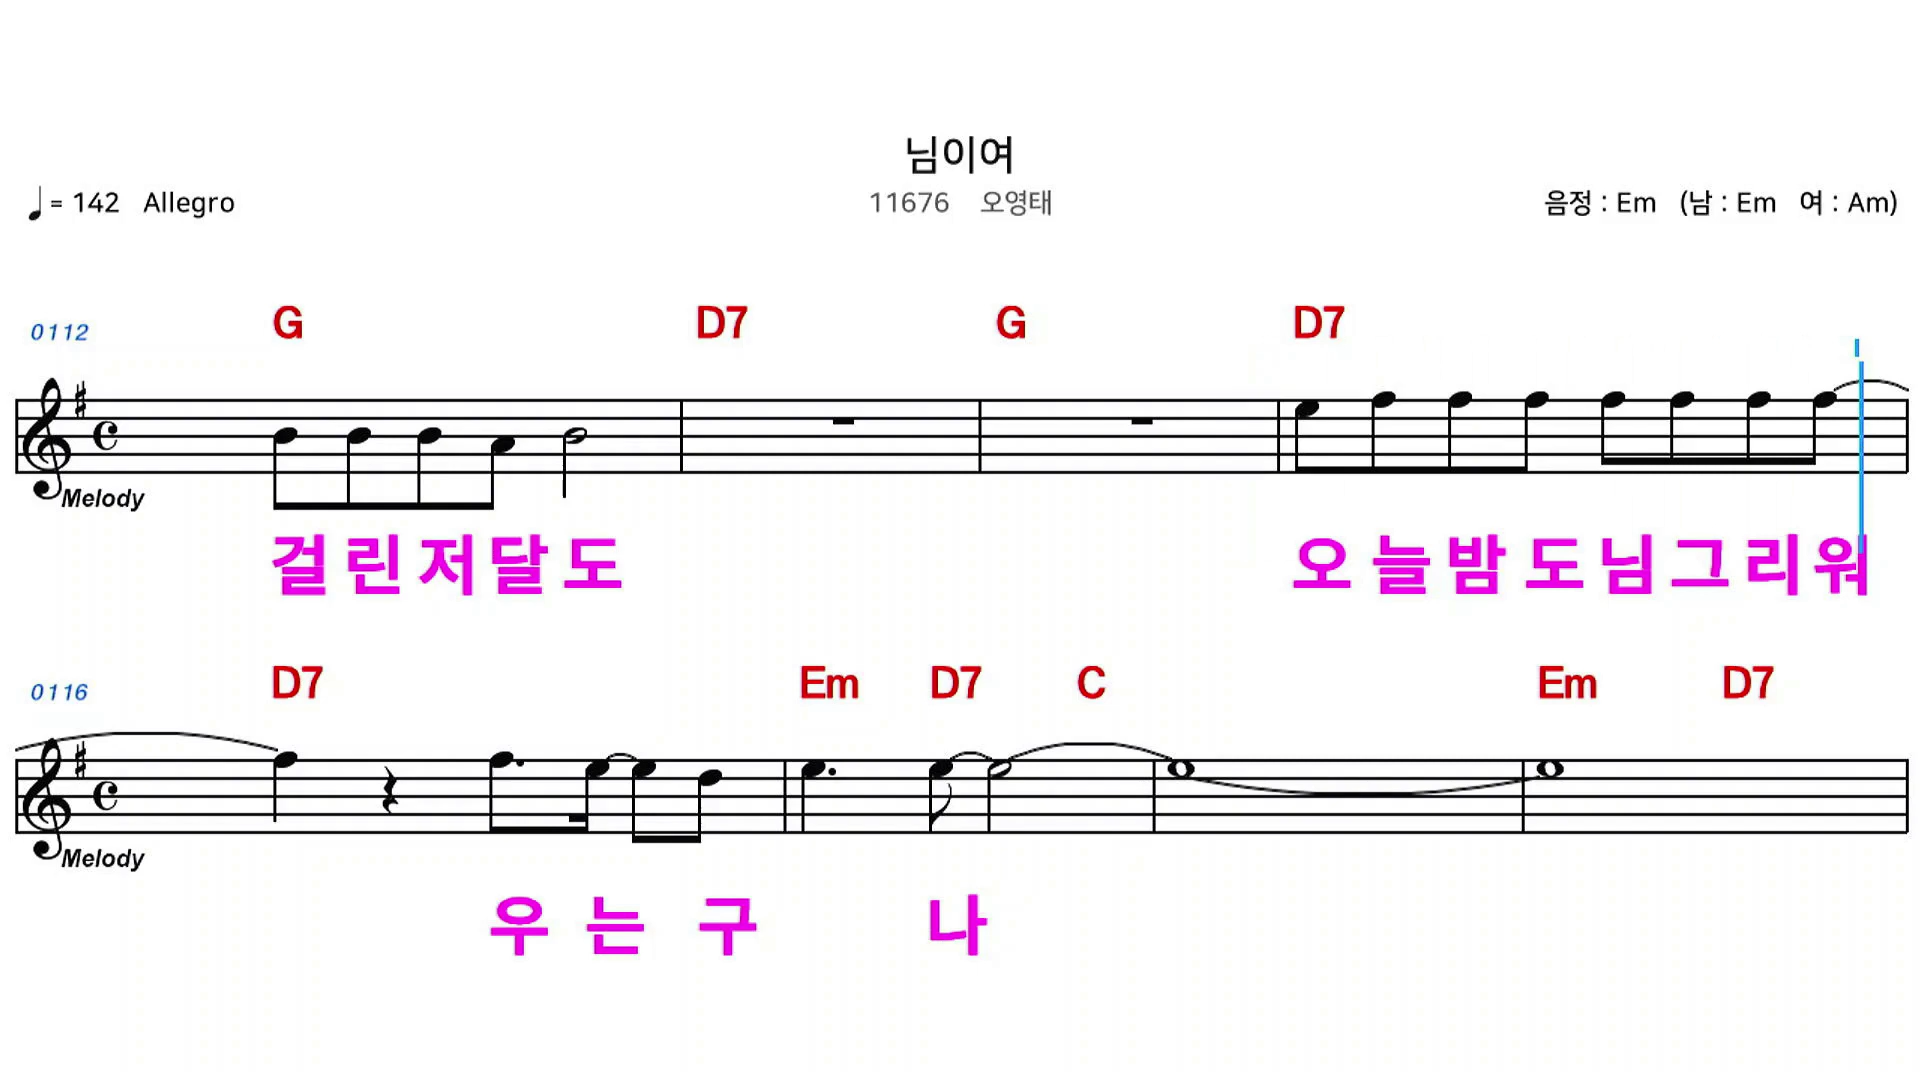 님이여
♩= 142 Allegro 11676 오영태 음정 : Em (남 : Em 여 : Am)
0112 G D7 G D7
Melody
걸린저달도 오늘밤도님그리워
0116 D7 Em D7 C Em D7
Melody
우는구 나